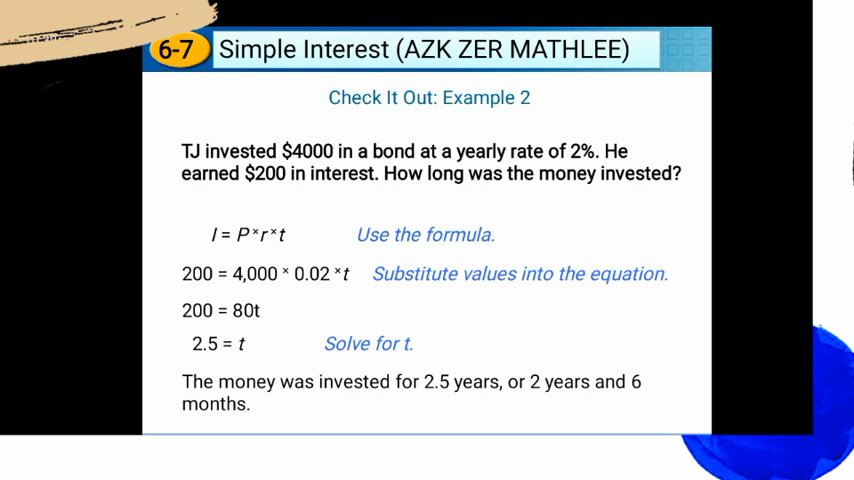 6-7 Simple Interest (AZK ZER MATHLEE)
Check It Out: Example 2
TJ invested $4000 in a bond at a yearly rate of 2%. He
earned $200 in interest. How long was the money invested?
I = P × r × t Use the formula.
200 = 4,000 × 0.02 × t Substitute values into the equation.
200 = 80t
2.5 = t Solve for t.
The money was invested for 2.5 years, or 2 years and 6
months.